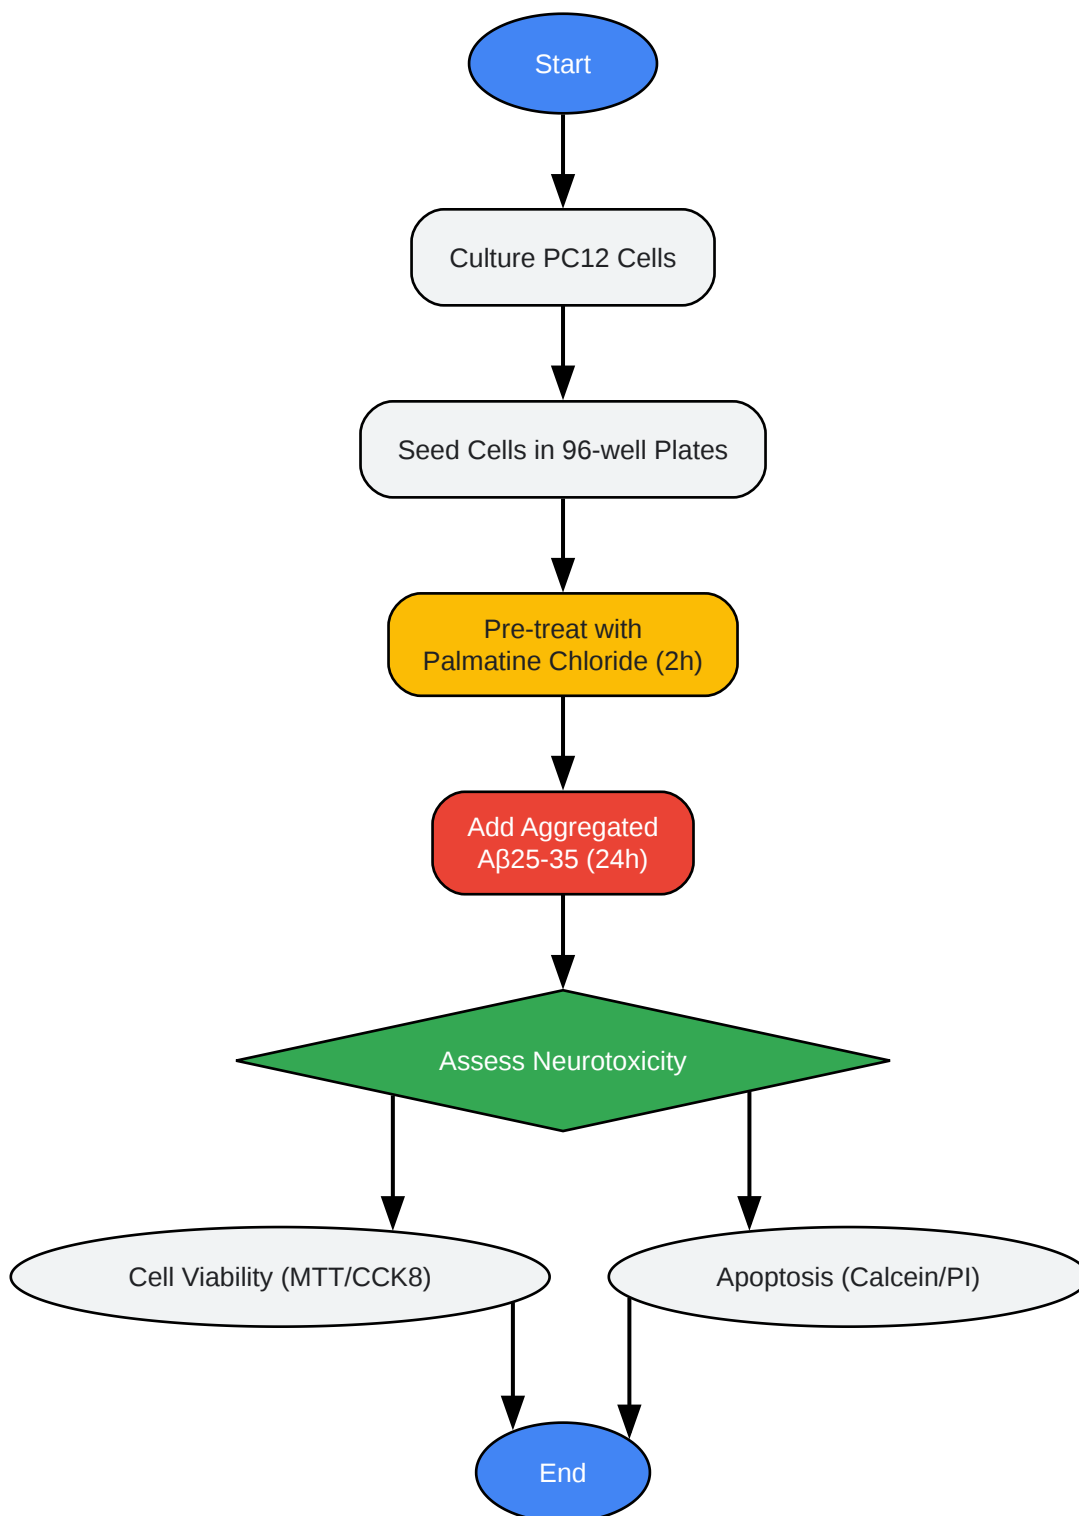 Start
Culture PC12 Cells
Seed Cells in 96-well Plates
Pre-treat with
Palmatine Chloride (2h)
Add Aggregated
Aβ25-35 (24h)
Assess Neurotoxicity
Cell Viability (MTT/CCK8)
Apoptosis (Calcein/PI)
End